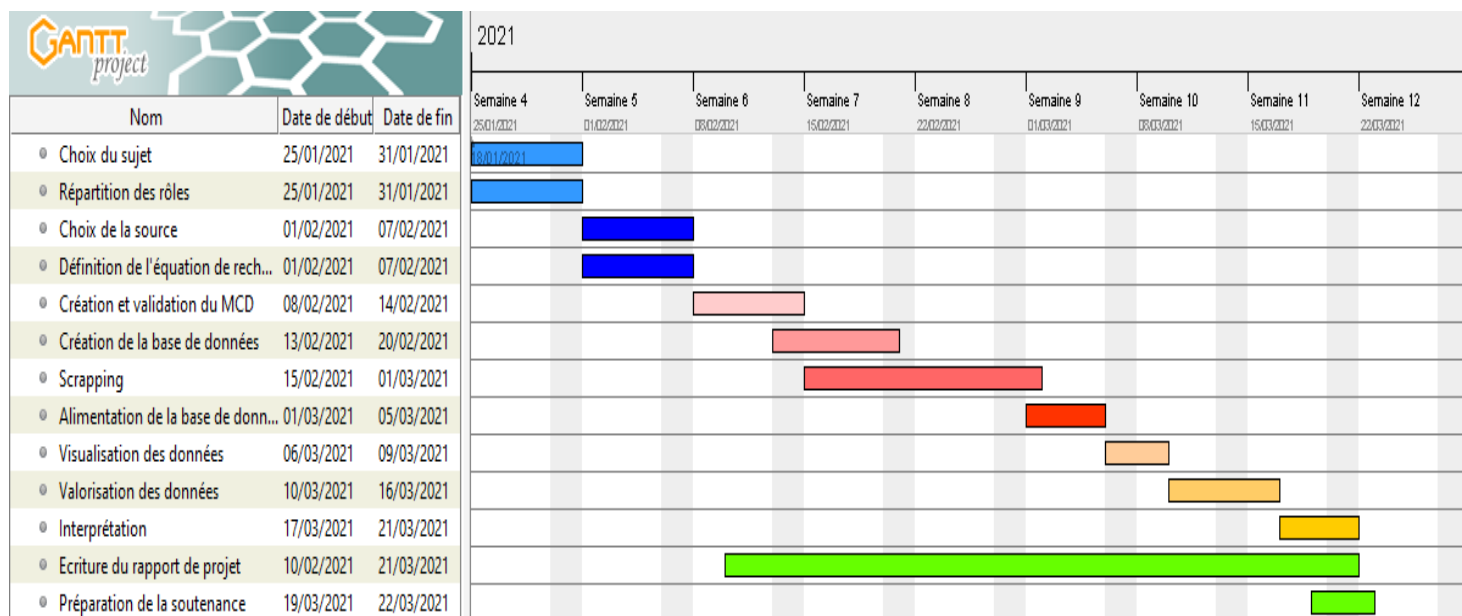 GANTT
project
2021
Semaine 4 Semaine 5 Semaine 6 Semaine 7 Semaine 8 Semaine 9 Semaine 10 Semaine 11 Semaine 12
Nom Date de début Date de fin
25/01/2021 01/02/2021 08/02/2021 15/02/2021 22/02/2021 01/03/2021 08/03/2021 15/03/2021 22/03/2021
Choix du sujet 25/01/2021 31/01/2021 18/01/2021
Répartition des rôles 25/01/2021 31/01/2021
Choix de la source 01/02/2021 07/02/2021
Définition de l'équation de rech... 01/02/2021 07/02/2021
Création et validation du MCD 08/02/2021 14/02/2021
Création de la base de données 13/02/2021 20/02/2021
Scrapping 15/02/2021 01/03/2021
Alimentation de la base de donn... 01/03/2021 05/03/2021
Visualisation des données 06/03/2021 09/03/2021
Valorisation des données 10/03/2021 16/03/2021
Interprétation 17/03/2021 21/03/2021
Ecriture du rapport de projet 10/02/2021 21/03/2021
Préparation de la soutenance 19/03/2021 22/03/2021